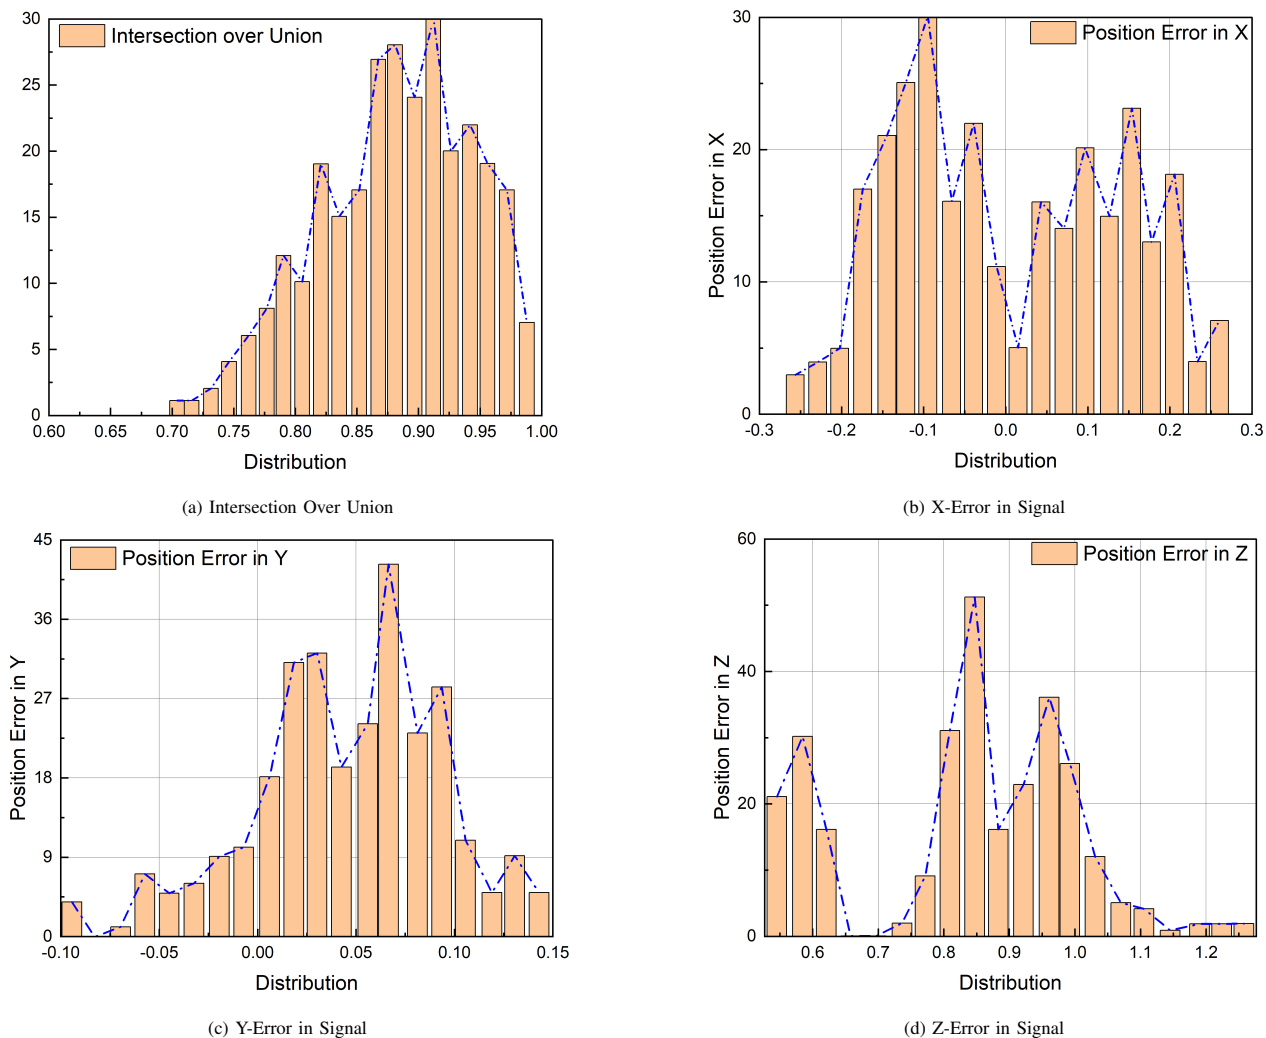 30
25
20
15
10
5
0
Intersection over Union
0.60 0.65 0.70 0.75 0.80 0.85 0.90 0.95 1.00
Distribution
(a) Intersection Over Union
Position Error in X
30
20
10
0
Position Error in X
-0.3 -0.2 -0.1 0.0 0.1 0.2 0.3
Distribution
(b) X-Error in Signal
Position Error in Y
45
36
27
18
9
0
Position Error in Y
-0.10 -0.05 0.00 0.05 0.10 0.15
Distribution
(c) Y-Error in Signal
Position Error in Z
60
40
20
0
Position Error in Z
0.6 0.7 0.8 0.9 1.0 1.1 1.2
Distribution
(d) Z-Error in Signal